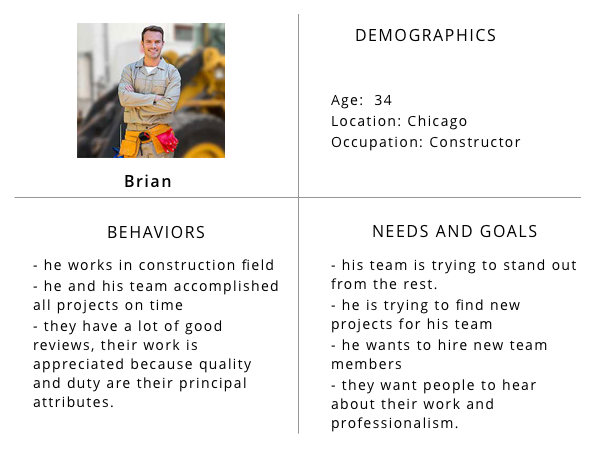 Brian
DEMOGRAPHICS
Age:  34
Location: Chicago
Occupation: Constructor
BEHAVIORS
- he works in construction field
- he and his team accomplished
all projects on time
- they have a lot of good
reviews, their work is
appreciated because quality
and duty are their principal
attributes.
NEEDS AND GOALS
- his team is trying to stand out
from the rest.
- he is trying to find new
projects for his team
- he wants to hire new team
members
- they want people to hear
about their work and
professionalism.